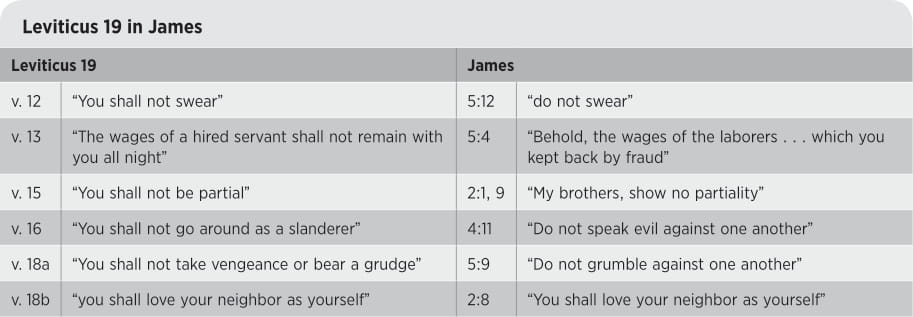 Leviticus 19 in James
Leviticus 19 James
v. 12 “You shall not swear” 5:12 “do not swear”
v. 13 “The wages of a hired servant shall not remain with 5:4 “Behold, the wages of the laborers . . . which you
you all night” kept back by fraud”
v. 15 “You shall not be partial” 2:1, 9 “My brothers, show no partiality”
v. 16 “You shall not go around as a slanderer” 4:11 “Do not speak evil against one another”
v. 18a “You shall not take vengeance or bear a grudge” 5:9 “Do not grumble against one another”
v. 18b “you shall love your neighbor as yourself” 2:8 “You shall love your neighbor as yourself”